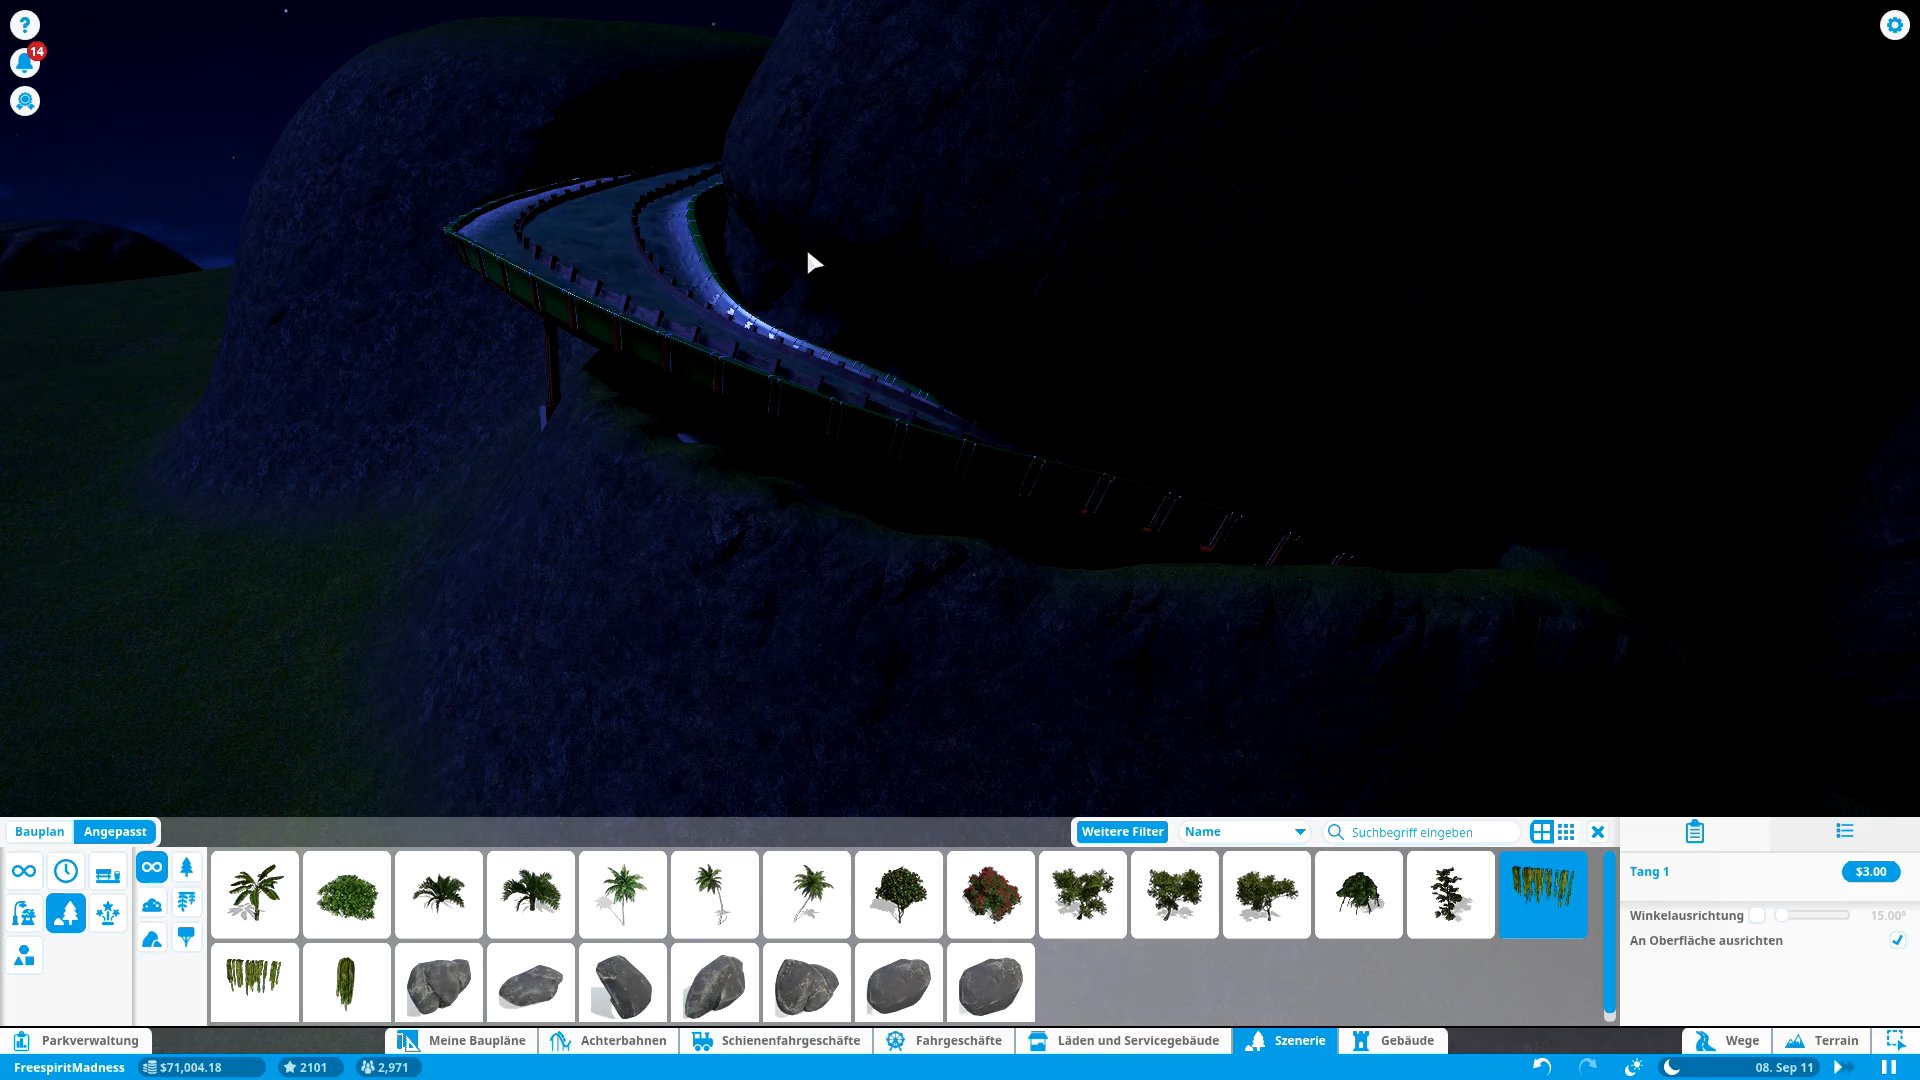 ?
14
Bauplan Angepasst
Weitere Filter Name Suchbegriff eingeben
Tang 1 $3.00
Winkelausrichtung 15.00°
An Oberfläche ausrichten
Parkverwaltung Meine Baupläne Achterbahnen Schienenfahrgeschäfte Fahrgeschäfte Läden und Servicegebäude Szenerie Gebäude Wege Terrain
FreespiritMadness $71,004.18 2101 2,971 08. Sep 11